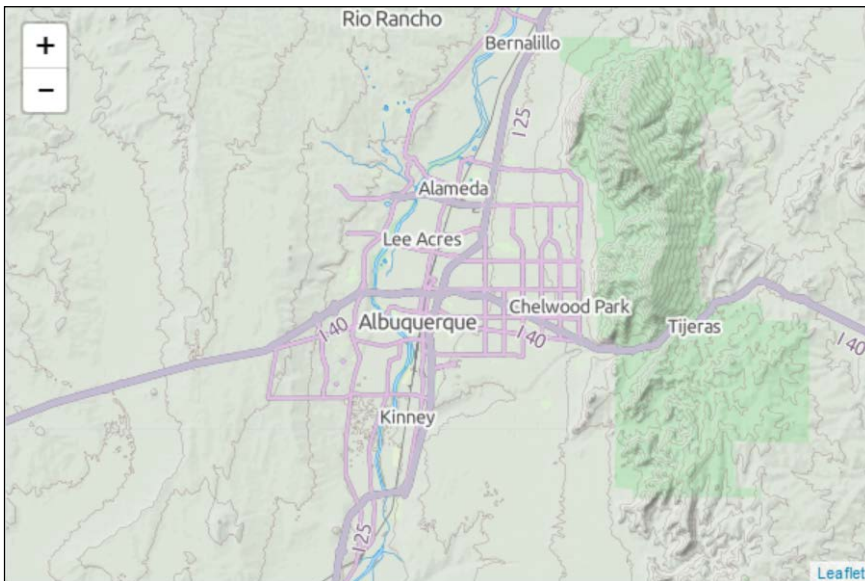 Rio Rancho
+
Bernalillo
−
I 25
Alameda
Lee Acres
Chelwood Park
Albuquerque
Tijeras
I 40
I 40
I 40
Kinney
I 25
Leaflet